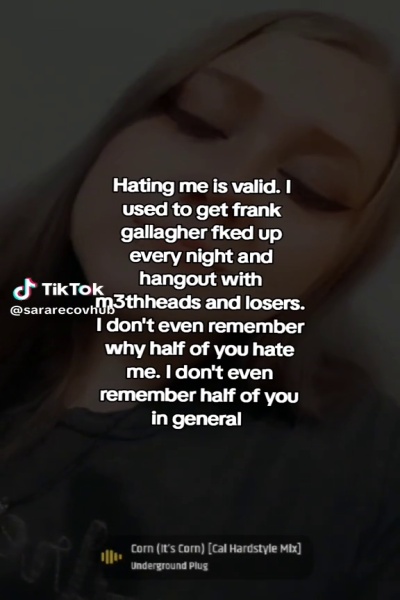 Hating me is valid. I
used to get frank
gallagher fked up
every night and
hangout with
m3thheads and losers.
I don't even remember
why half of you hate
me. I don't even
remember half of you
in general
TikTok
@sararecovhub
Corn (It's Corn) [Cal Hardstyle Mix]
Underground Plug